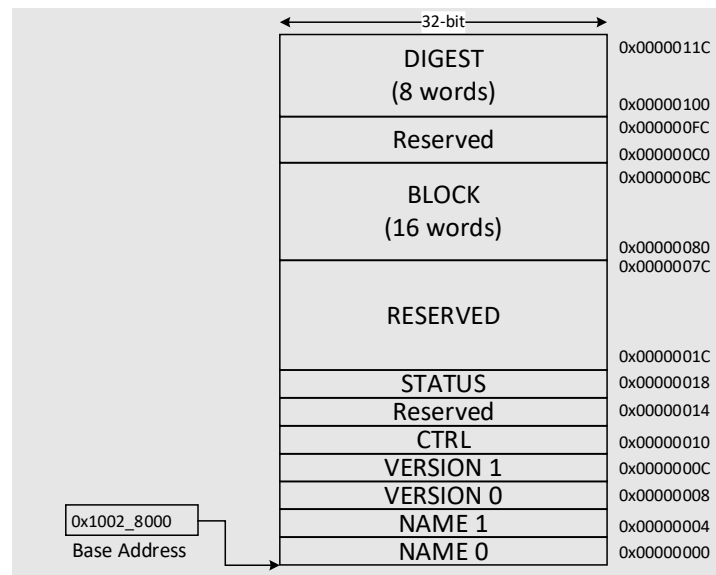 32-bit
DIGEST
(8 words)
0x0000011C
0x00000100
Reserved
0x000000FC
0x000000C0
BLOCK
(16 words)
0x000000BC
0x00000080
RESERVED
0x0000007C
0x0000001C
STATUS
0x00000018
Reserved
0x00000014
CTRL
0x00000010
VERSION 1
0x0000000C
VERSION 0
0x00000008
0x1002_8000
Base Address
NAME 1
0x00000004
NAME 0
0x00000000